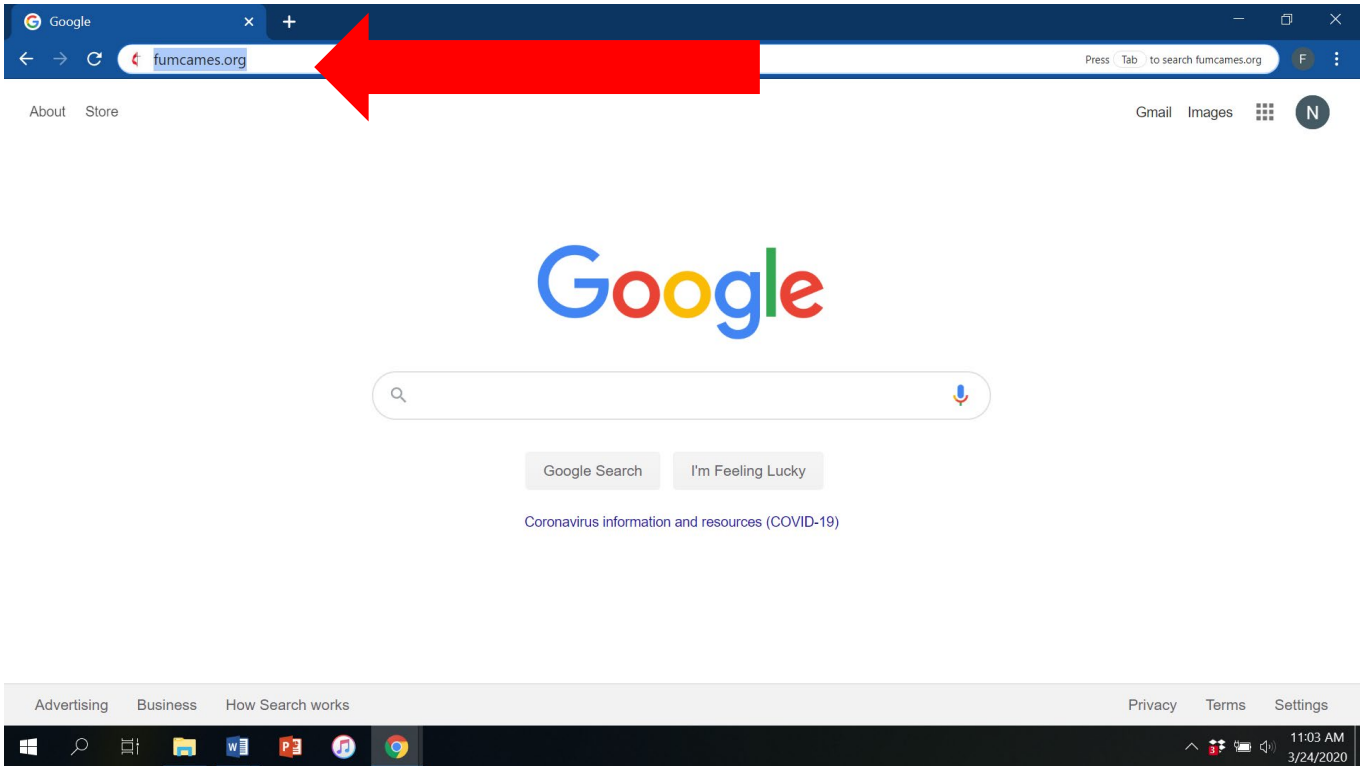 Google
fumcames.org
Press Tab to search fumcames.org
F
About Store
Gmail Images
N
Google
Google Search I'm Feeling Lucky
Coronavirus information and resources (COVID-19)
Advertising Business How Search works
Privacy Terms Settings
3
11:03 AM
3/24/2020